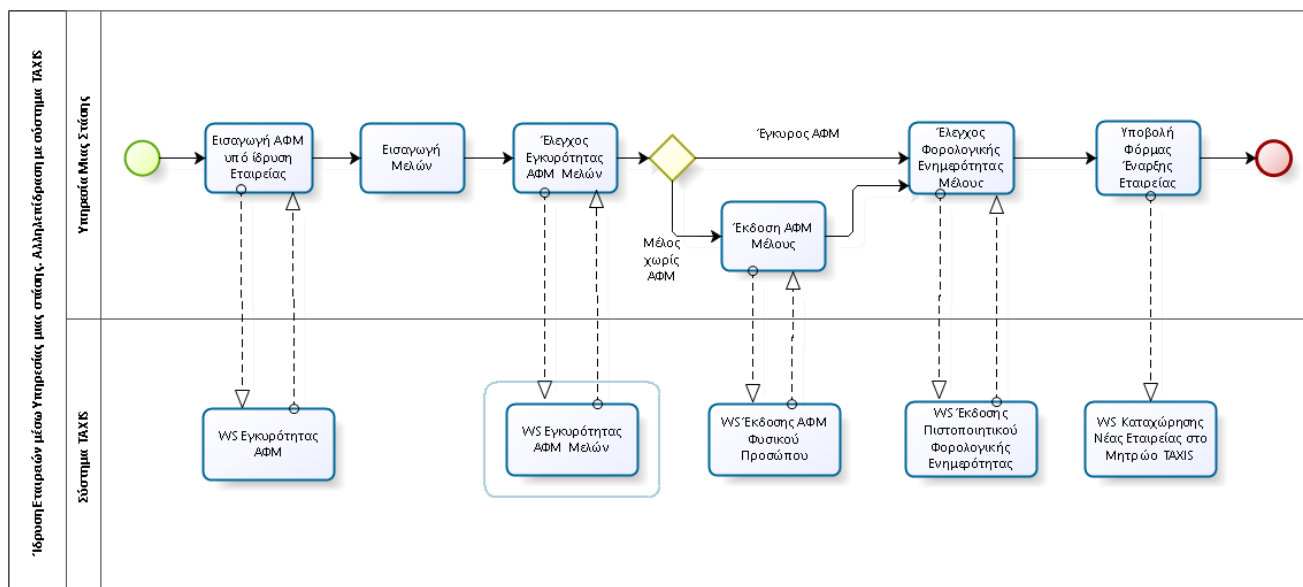 Ίδρυση Εταιρειών μέσω Υπηρεσίας μιας στάσης. Αλληλεπίδραση με σύστημα TAXIS
Υπηρεσία Μιας Στάσης
Εισαγωγή ΑΦΜ
υπό ίδρυση
Εταιρείας
Εισαγωγή
Μελών
Έλεγχος
Εγκυρότητας
ΑΦΜ Μελών
Έγκυρος ΑΦΜ
Μέλος
χωρίς
ΑΦΜ
Έκδοση ΑΦΜ
Μέλους
Έλεγχος
Φορολογικής
Ενημερότητας
Μέλους
Υποβολή
Φόρμας
Έναρξης
Εταιρείας
Σύστημα TAXIS
WS Εγκυρότητας
ΑΦΜ
WS Εγκυρότητας
ΑΦΜ Μελών
WS Έκδοσης ΑΦΜ
Φυσικού
Προσώπου
WS Έκδοσης
Πιστοποιητικού
Φορολογικής
Ενημερότητας
WS Καταχώρησης
Νέας Εταιρείας στο
Μητρώο TAXIS